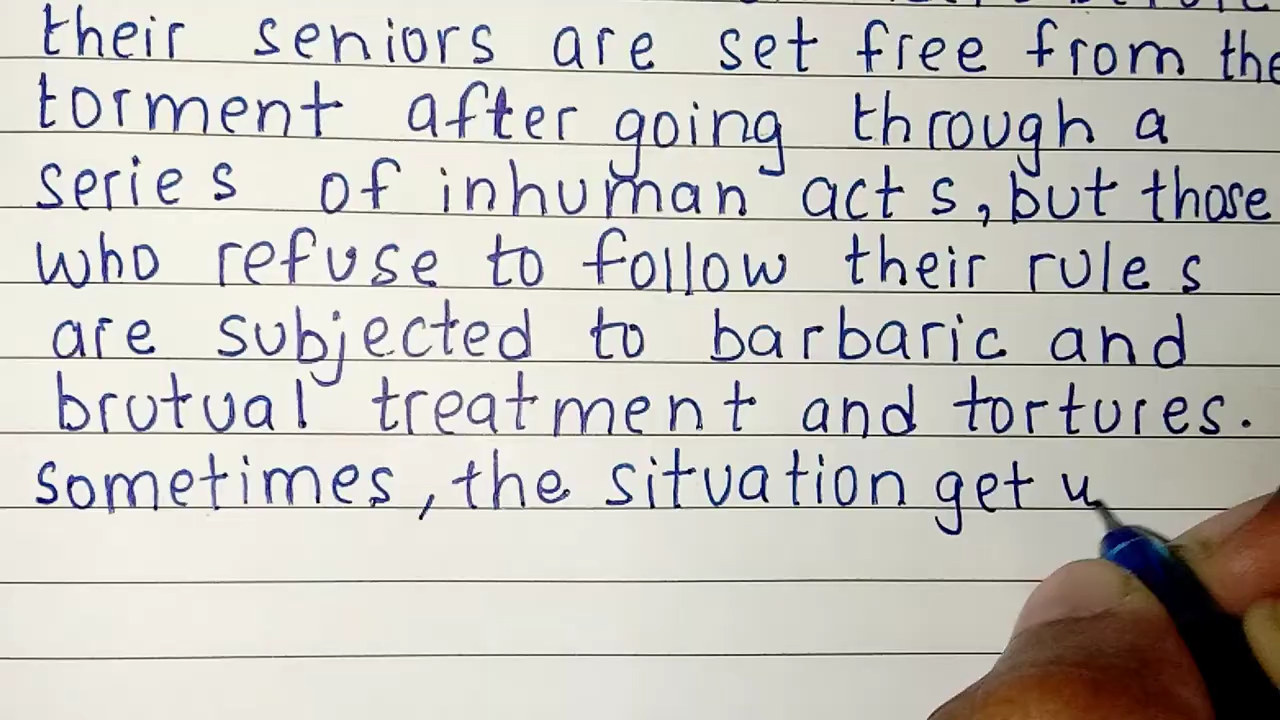 their seniors are set free from the
torment after going through a
series of inhuman acts, but those
who refuse to follow their rules
are subjected to barbaric and
brutual treatment and tortures.
sometimes, the situation get u